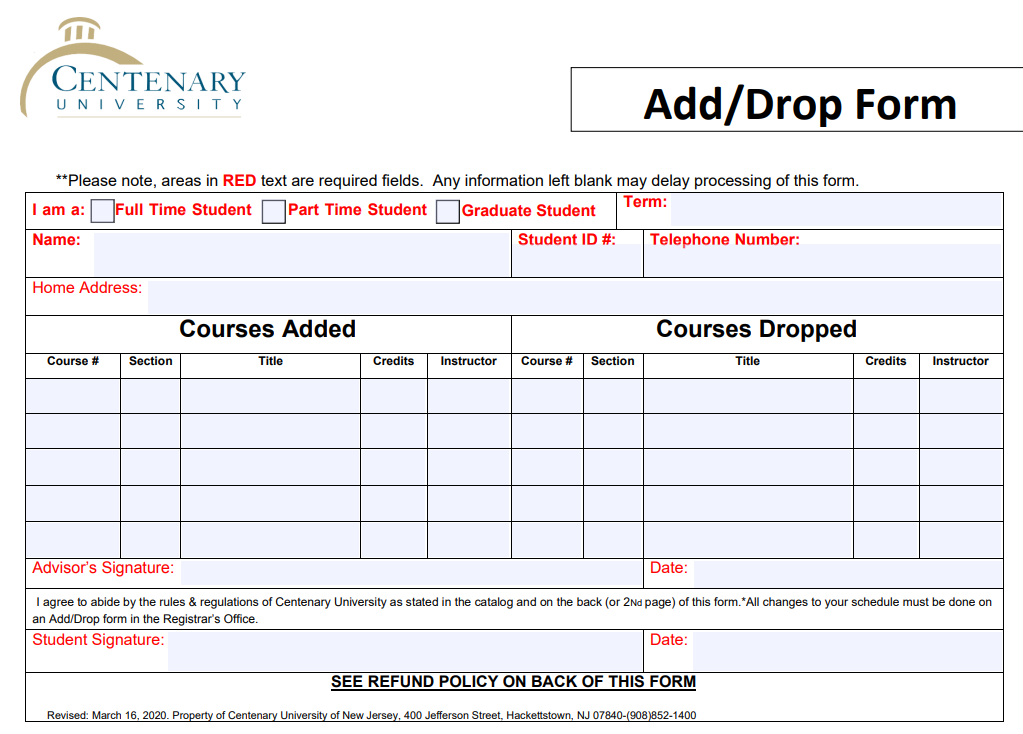 CENTENARY
UNIVERSITY
Add/Drop Form
**Please note, areas in RED text are required fields. Any information left blank may delay processing of this form.
I am a: Full Time Student Part Time Student Graduate Student Term:
Name: Student ID #: Telephone Number:
Home Address:
Courses Added Courses Dropped
Course # Section Title Credits Instructor Course # Section Title Credits Instructor
Advisor's Signature: Date:
I agree to abide by the rules & regulations of Centenary University as stated in the catalog and on the back (or 2Nd page) of this form.*All changes to your schedule must be done on
an Add/Drop form in the Registrar's Office.
Student Signature: Date:
SEE REFUND POLICY ON BACK OF THIS FORM
Revised: March 16, 2020. Property of Centenary University of New Jersey, 400 Jefferson Street, Hackettstown, NJ 07840-(908)852-1400